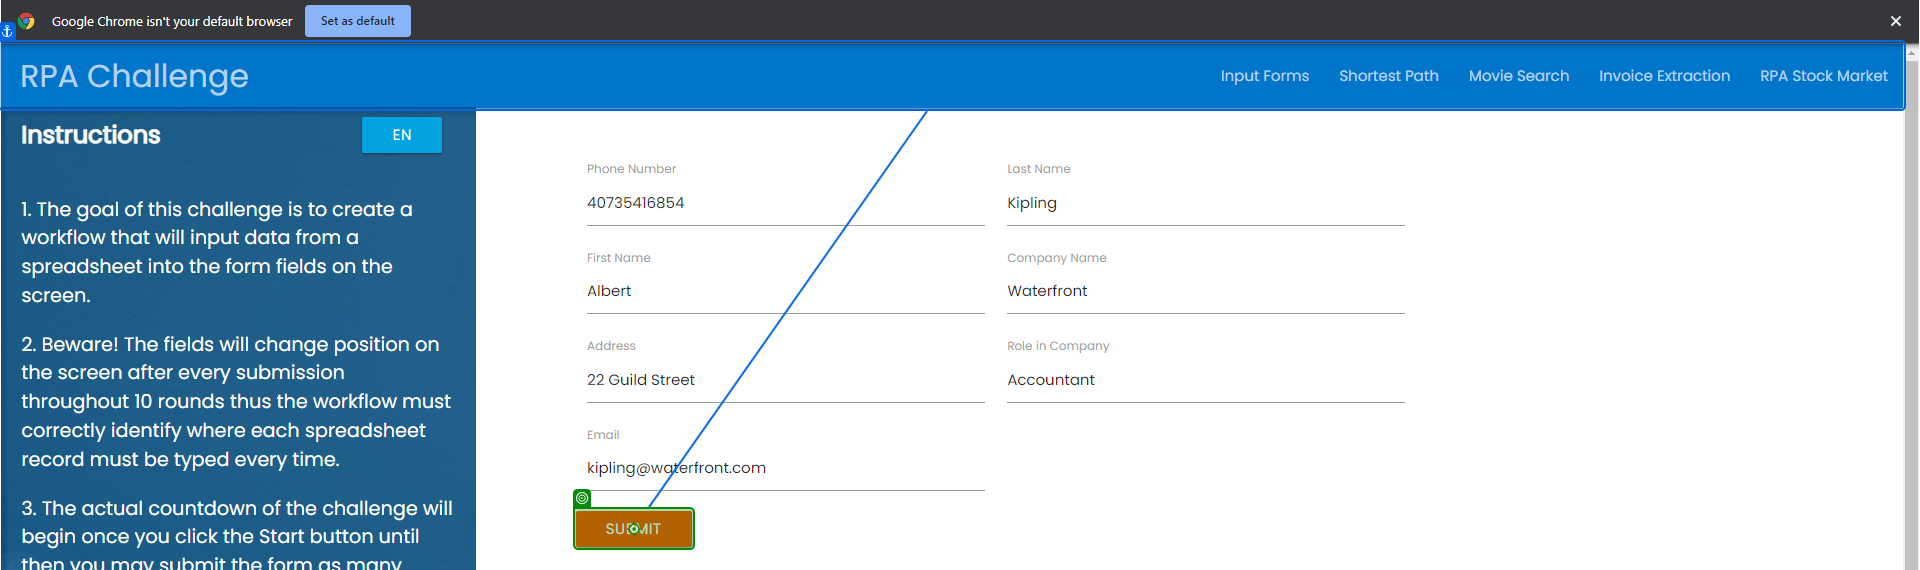 Google Chrome isn't your default browser
Set as default
RPA Challenge
Input Forms
Shortest Path
Movie Search
Invoice Extraction
RPA Stock Market
Instructions
EN
1. The goal of this challenge is to create a
workflow that will input data from a
spreadsheet into the form fields on the
screen.
2. Beware! The fields will change position on
the screen after every submission
throughout 10 rounds thus the workflow must
correctly identify where each spreadsheet
record must be typed every time.
3. The actual countdown of the challenge will
begin once you click the Start button until
then you may submit the form as many
Phone Number
40735416854
Last Name
Kipling
First Name
Albert
Company Name
Waterfront
Address
22 Guild Street
Role in Company
Accountant
Email
kipling@waterfront.com
SUBMIT